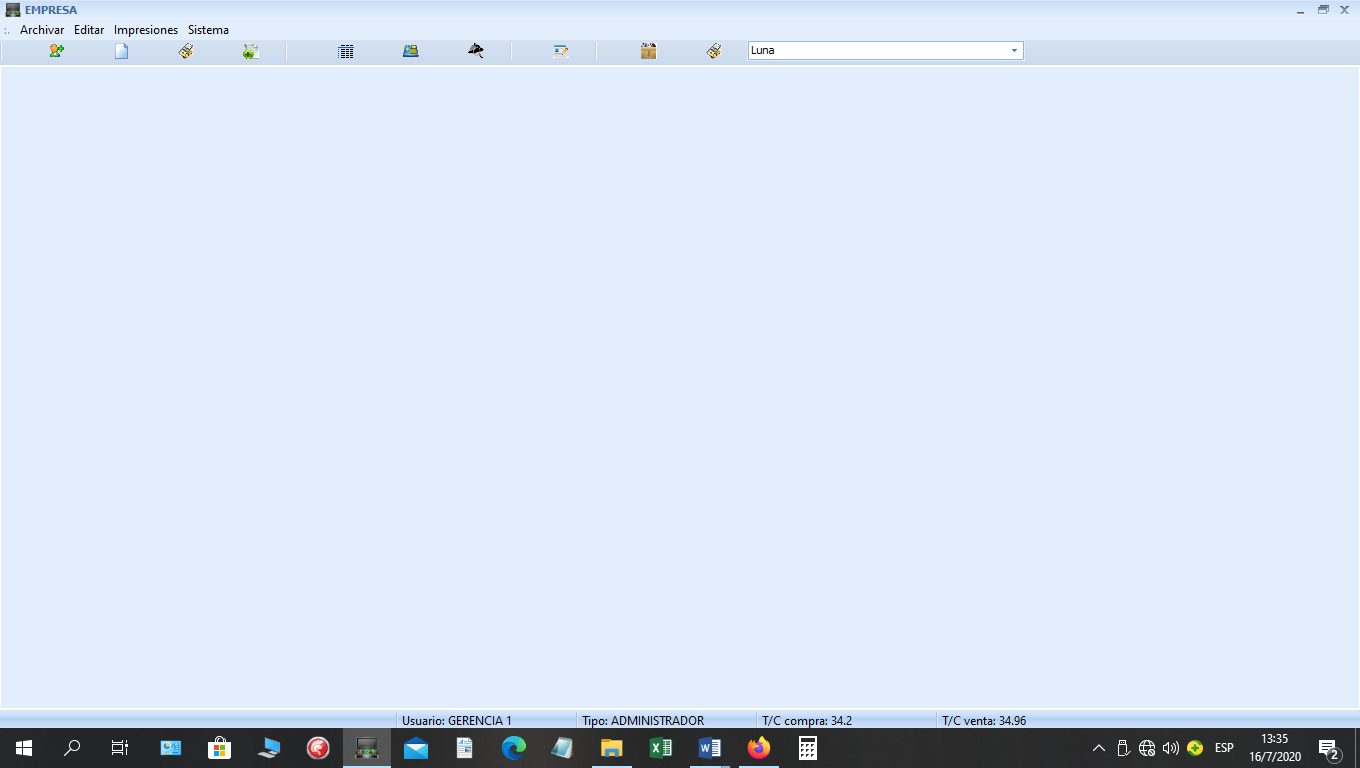 EMPRESA
Archivar Editar Impresiones Sistema
Luna
Usuario: GERENCIA 1 Tipo: ADMINISTRADOR T/C compra: 34.2 T/C venta: 34.96
ESP
13:35
16/7/2020
2